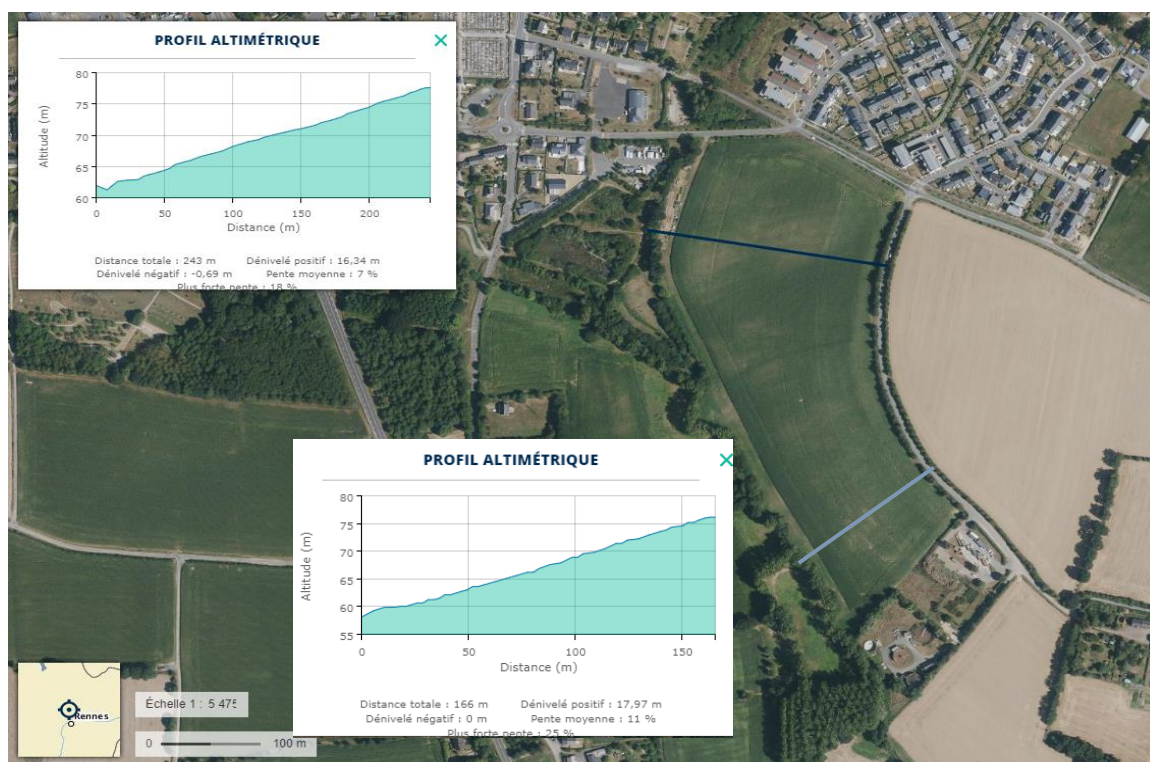 PROFIL ALTIMÉTRIQUE
80
75
70
65
60
Altitude (m)
0 50 100 150 200
Distance (m)
Distance totale : 243 m Dénivelé positif : 16,34 m
Dénivelé négatif : -0,69 m Pente moyenne : 7 %
Plus forte pente : 18 %
PROFIL ALTIMÉTRIQUE
80
75
70
65
60
55
Altitude (m)
0 50 100 150
Distance (m)
Distance totale : 166 m Dénivelé positif : 17,97 m
Dénivelé négatif : 0 m Pente moyenne : 11 %
Plus forte pente : 25 %
Rennes
Échelle 1 : 5 475
0 100 m